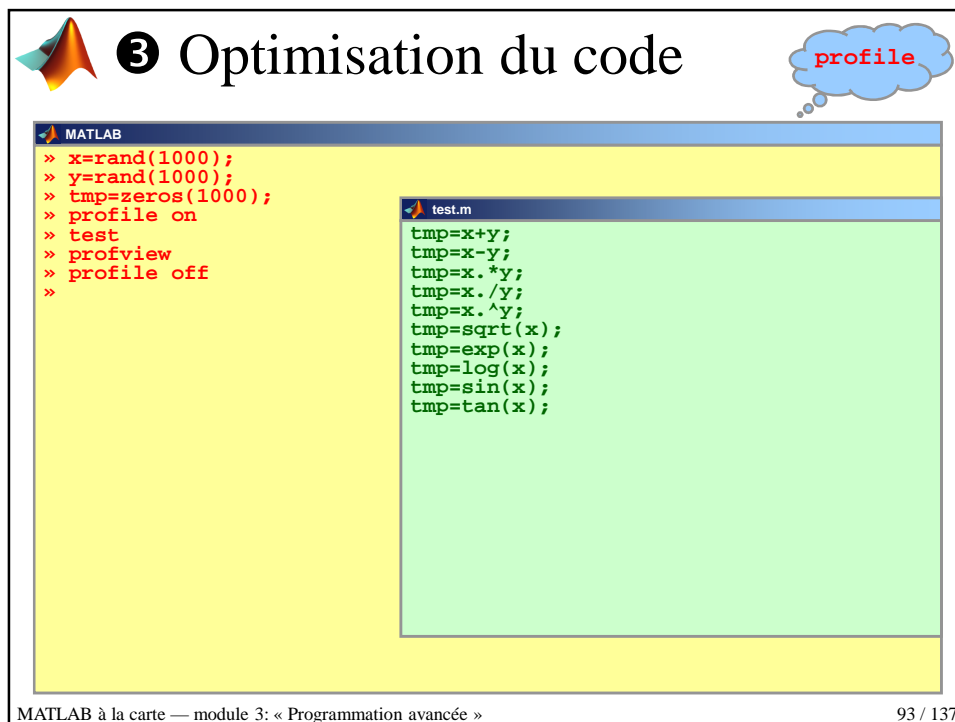 ❸ Optimisation du code
profile
MATLAB
» x=rand(1000);
» y=rand(1000);
» tmp=zeros(1000);
» profile on
» test
» profview
» profile off
»
test.m
tmp=x+y;
tmp=x-y;
tmp=x.*y;
tmp=x./y;
tmp=x.^y;
tmp=sqrt(x);
tmp=exp(x);
tmp=log(x);
tmp=sin(x);
tmp=tan(x);
MATLAB à la carte — module 3: « Programmation avancée »
93 / 137